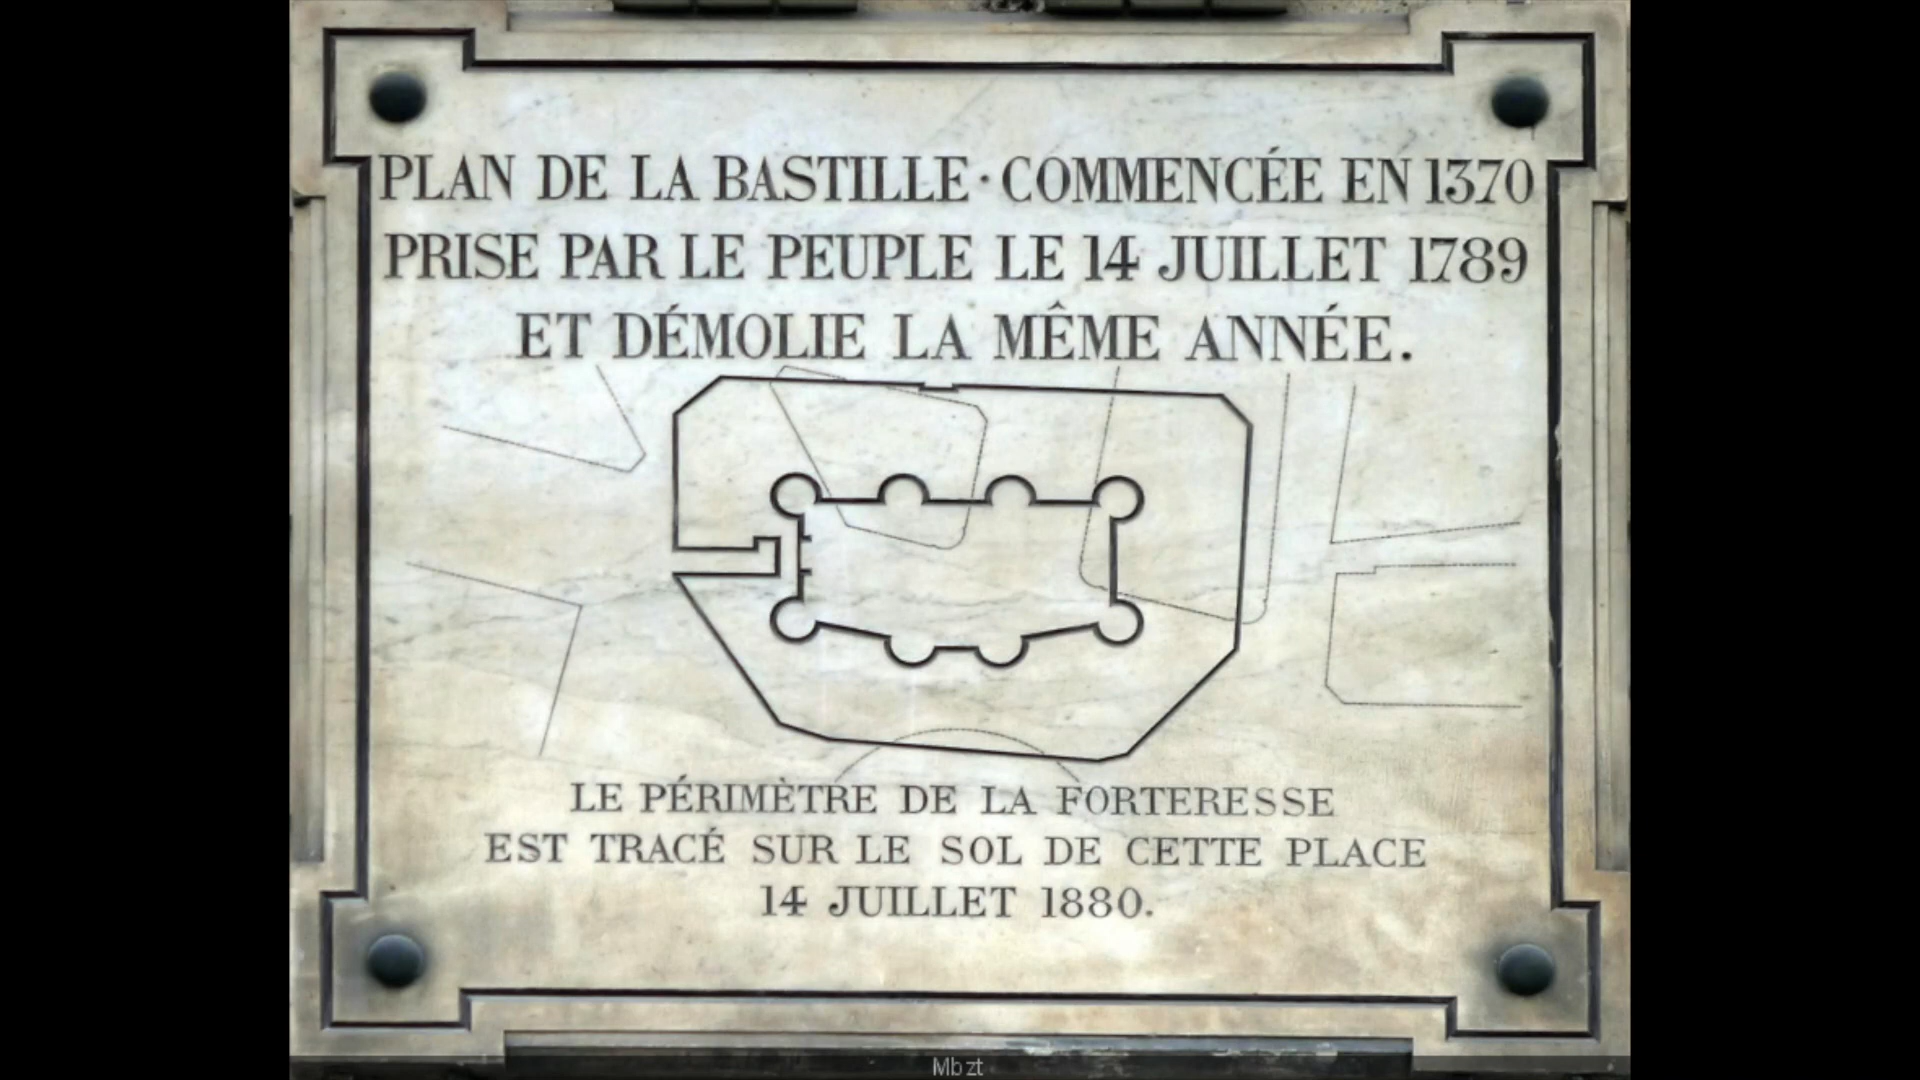 PLAN DE LA BASTILLE · COMMENCÉE EN 1370
PRISE PAR LE PEUPLE LE 14 JUILLET 1789
ET DÉMOLIE LA MÊME ANNÉE.
LE PÉRIMÈTRE DE LA FORTERESSE
EST TRACÉ SUR LE SOL DE CETTE PLACE
14 JUILLET 1880.
Mbzt